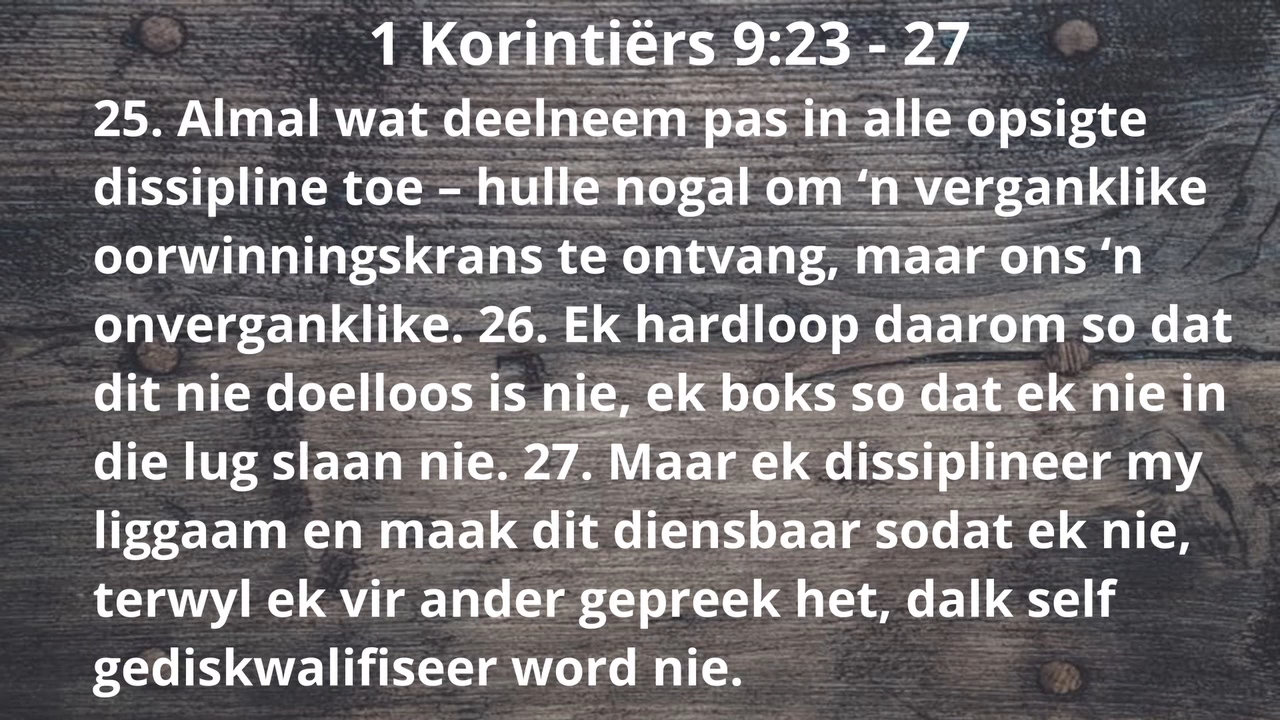 1 Korintiërs 9:23 - 27
25. Almal wat deelneem pas in alle opsigte
dissipline toe – hulle nogal om ‘n verganklike
oorwinningskrans te ontvang, maar ons ‘n
onverganklike. 26. Ek hardloop daarom so dat
dit nie doelloos is nie, ek boks so dat ek nie in
die lug slaan nie. 27. Maar ek dissiplineer my
liggaam en maak dit diensbaar sodat ek nie,
terwyl ek vir ander gepreek het, dalk self
gediskwalifiseer word nie.